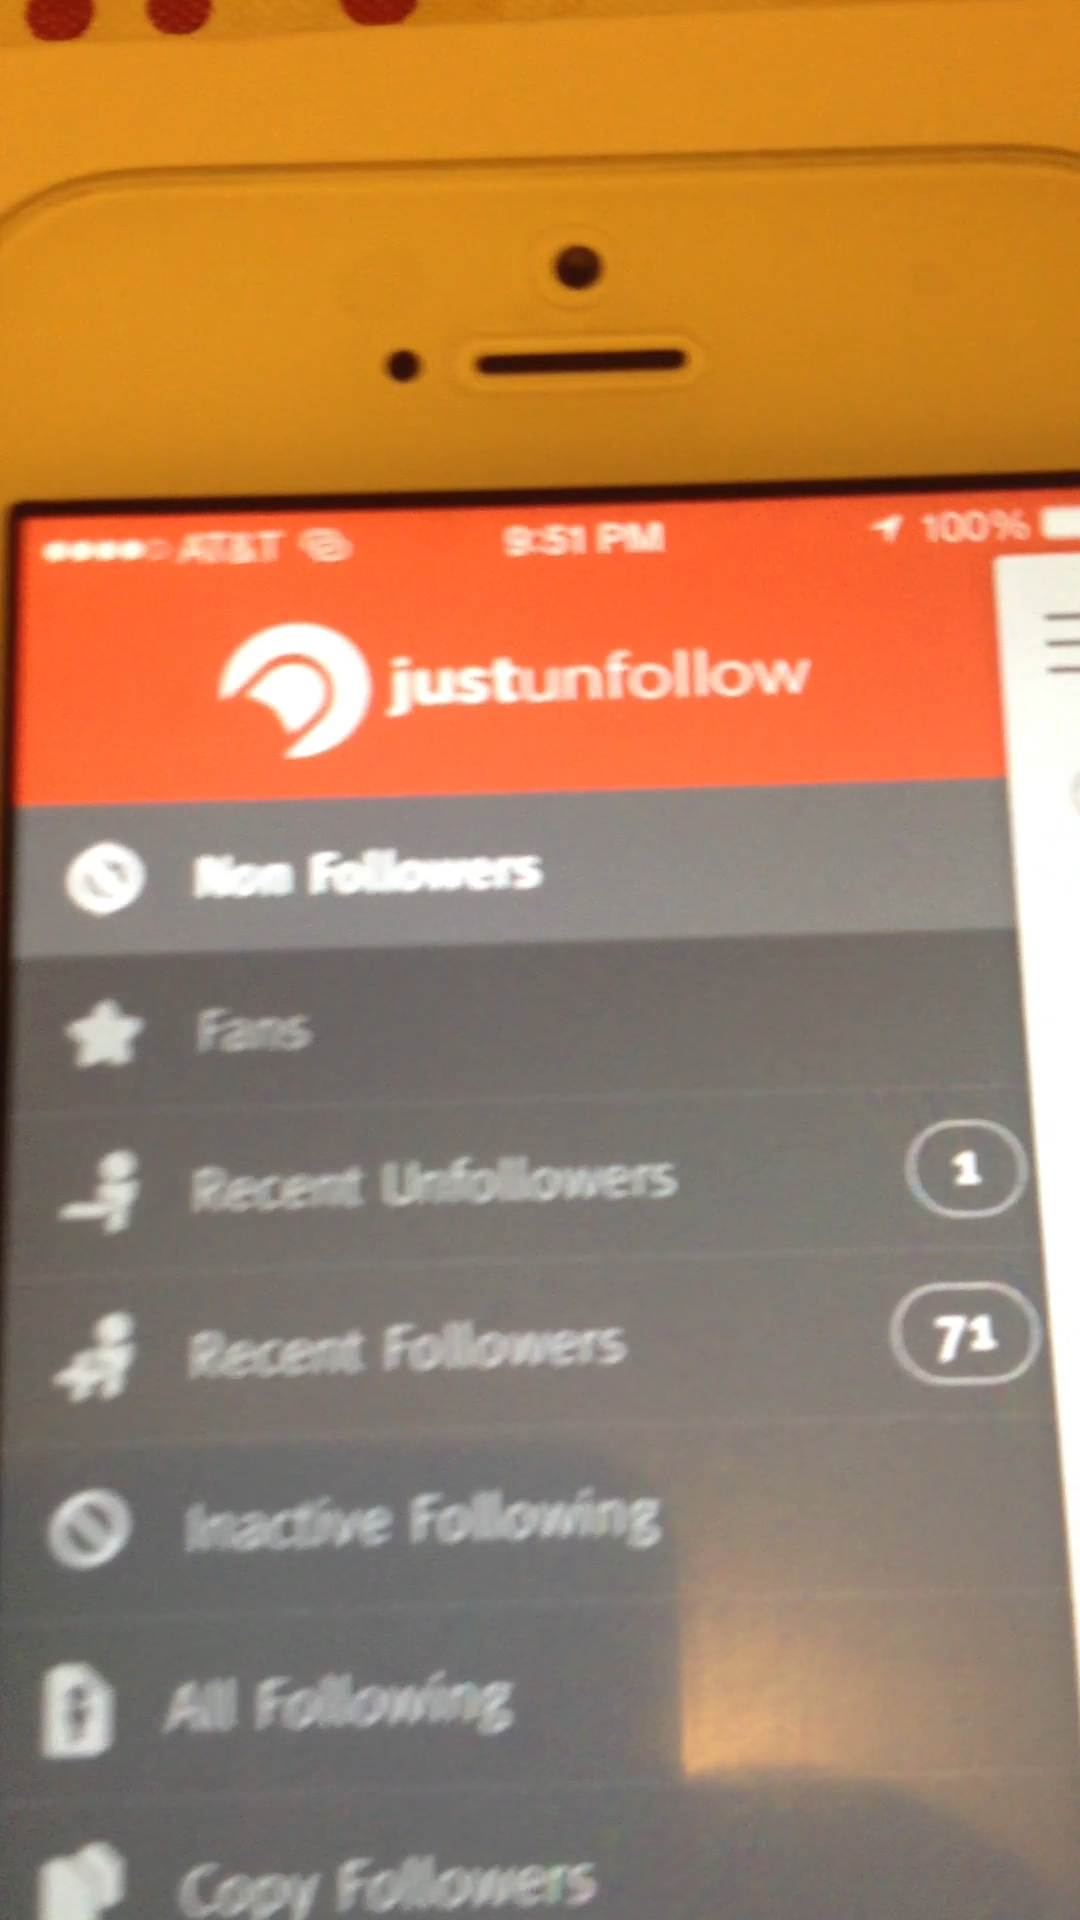 AT&T 9:51 PM 100%
justunfollow
Non Followers
Fans
Recent Unfollowers 1
Recent Followers 71
Inactive Following
All Following
Copy Followers